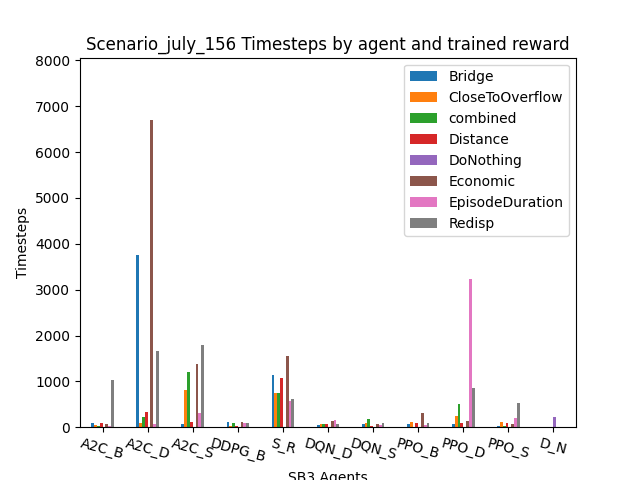 Scenario_july_156 Timesteps by agent and trained reward
8000
7000
6000
5000
4000
3000
2000
1000
0
Timesteps
Bridge
CloseToOverflow
combined
Distance
DoNothing
Economic
EpisodeDuration
Redisp
A2C_B
A2C_D
A2C_S
DDPG_B
S_R
DQN_D
DQN_S
PPO_B
PPO_D
PPO_S
D_N
SB3 Agents